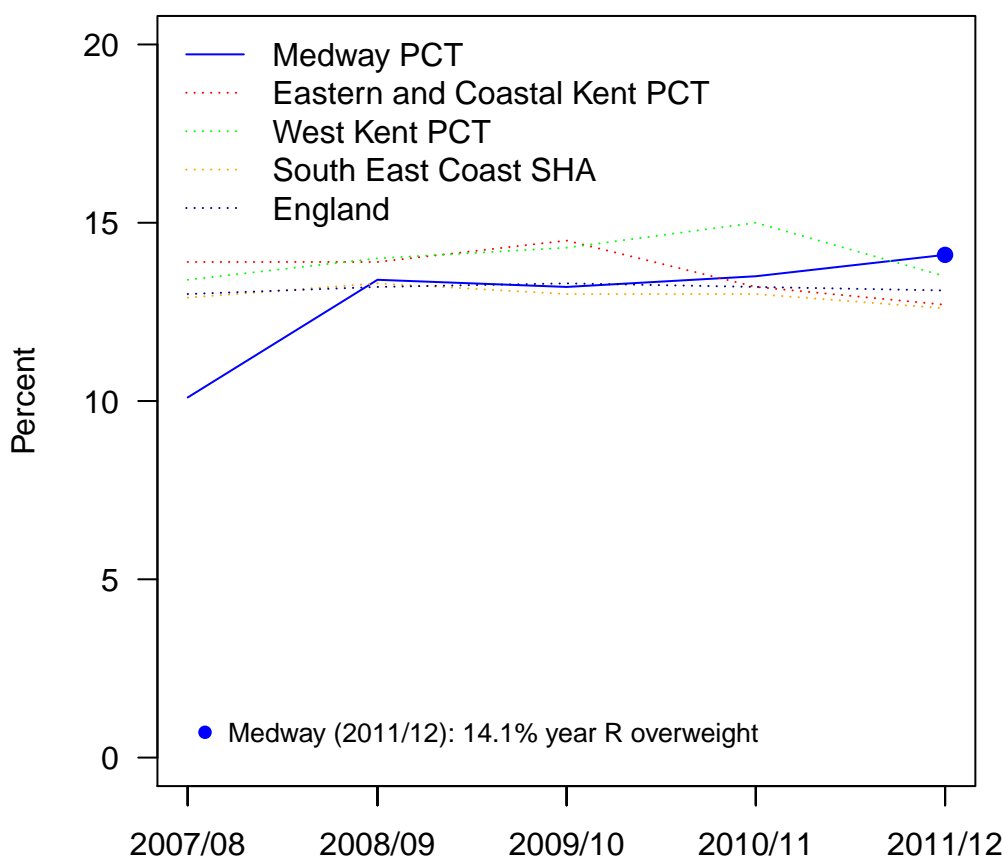 20
15
10
5
0
Percent
Medway PCT
Eastern and Coastal Kent PCT
West Kent PCT
South East Coast SHA
England
Medway (2011/12): 14.1% year R overweight
2007/08 2008/09 2009/10 2010/11 2011/12